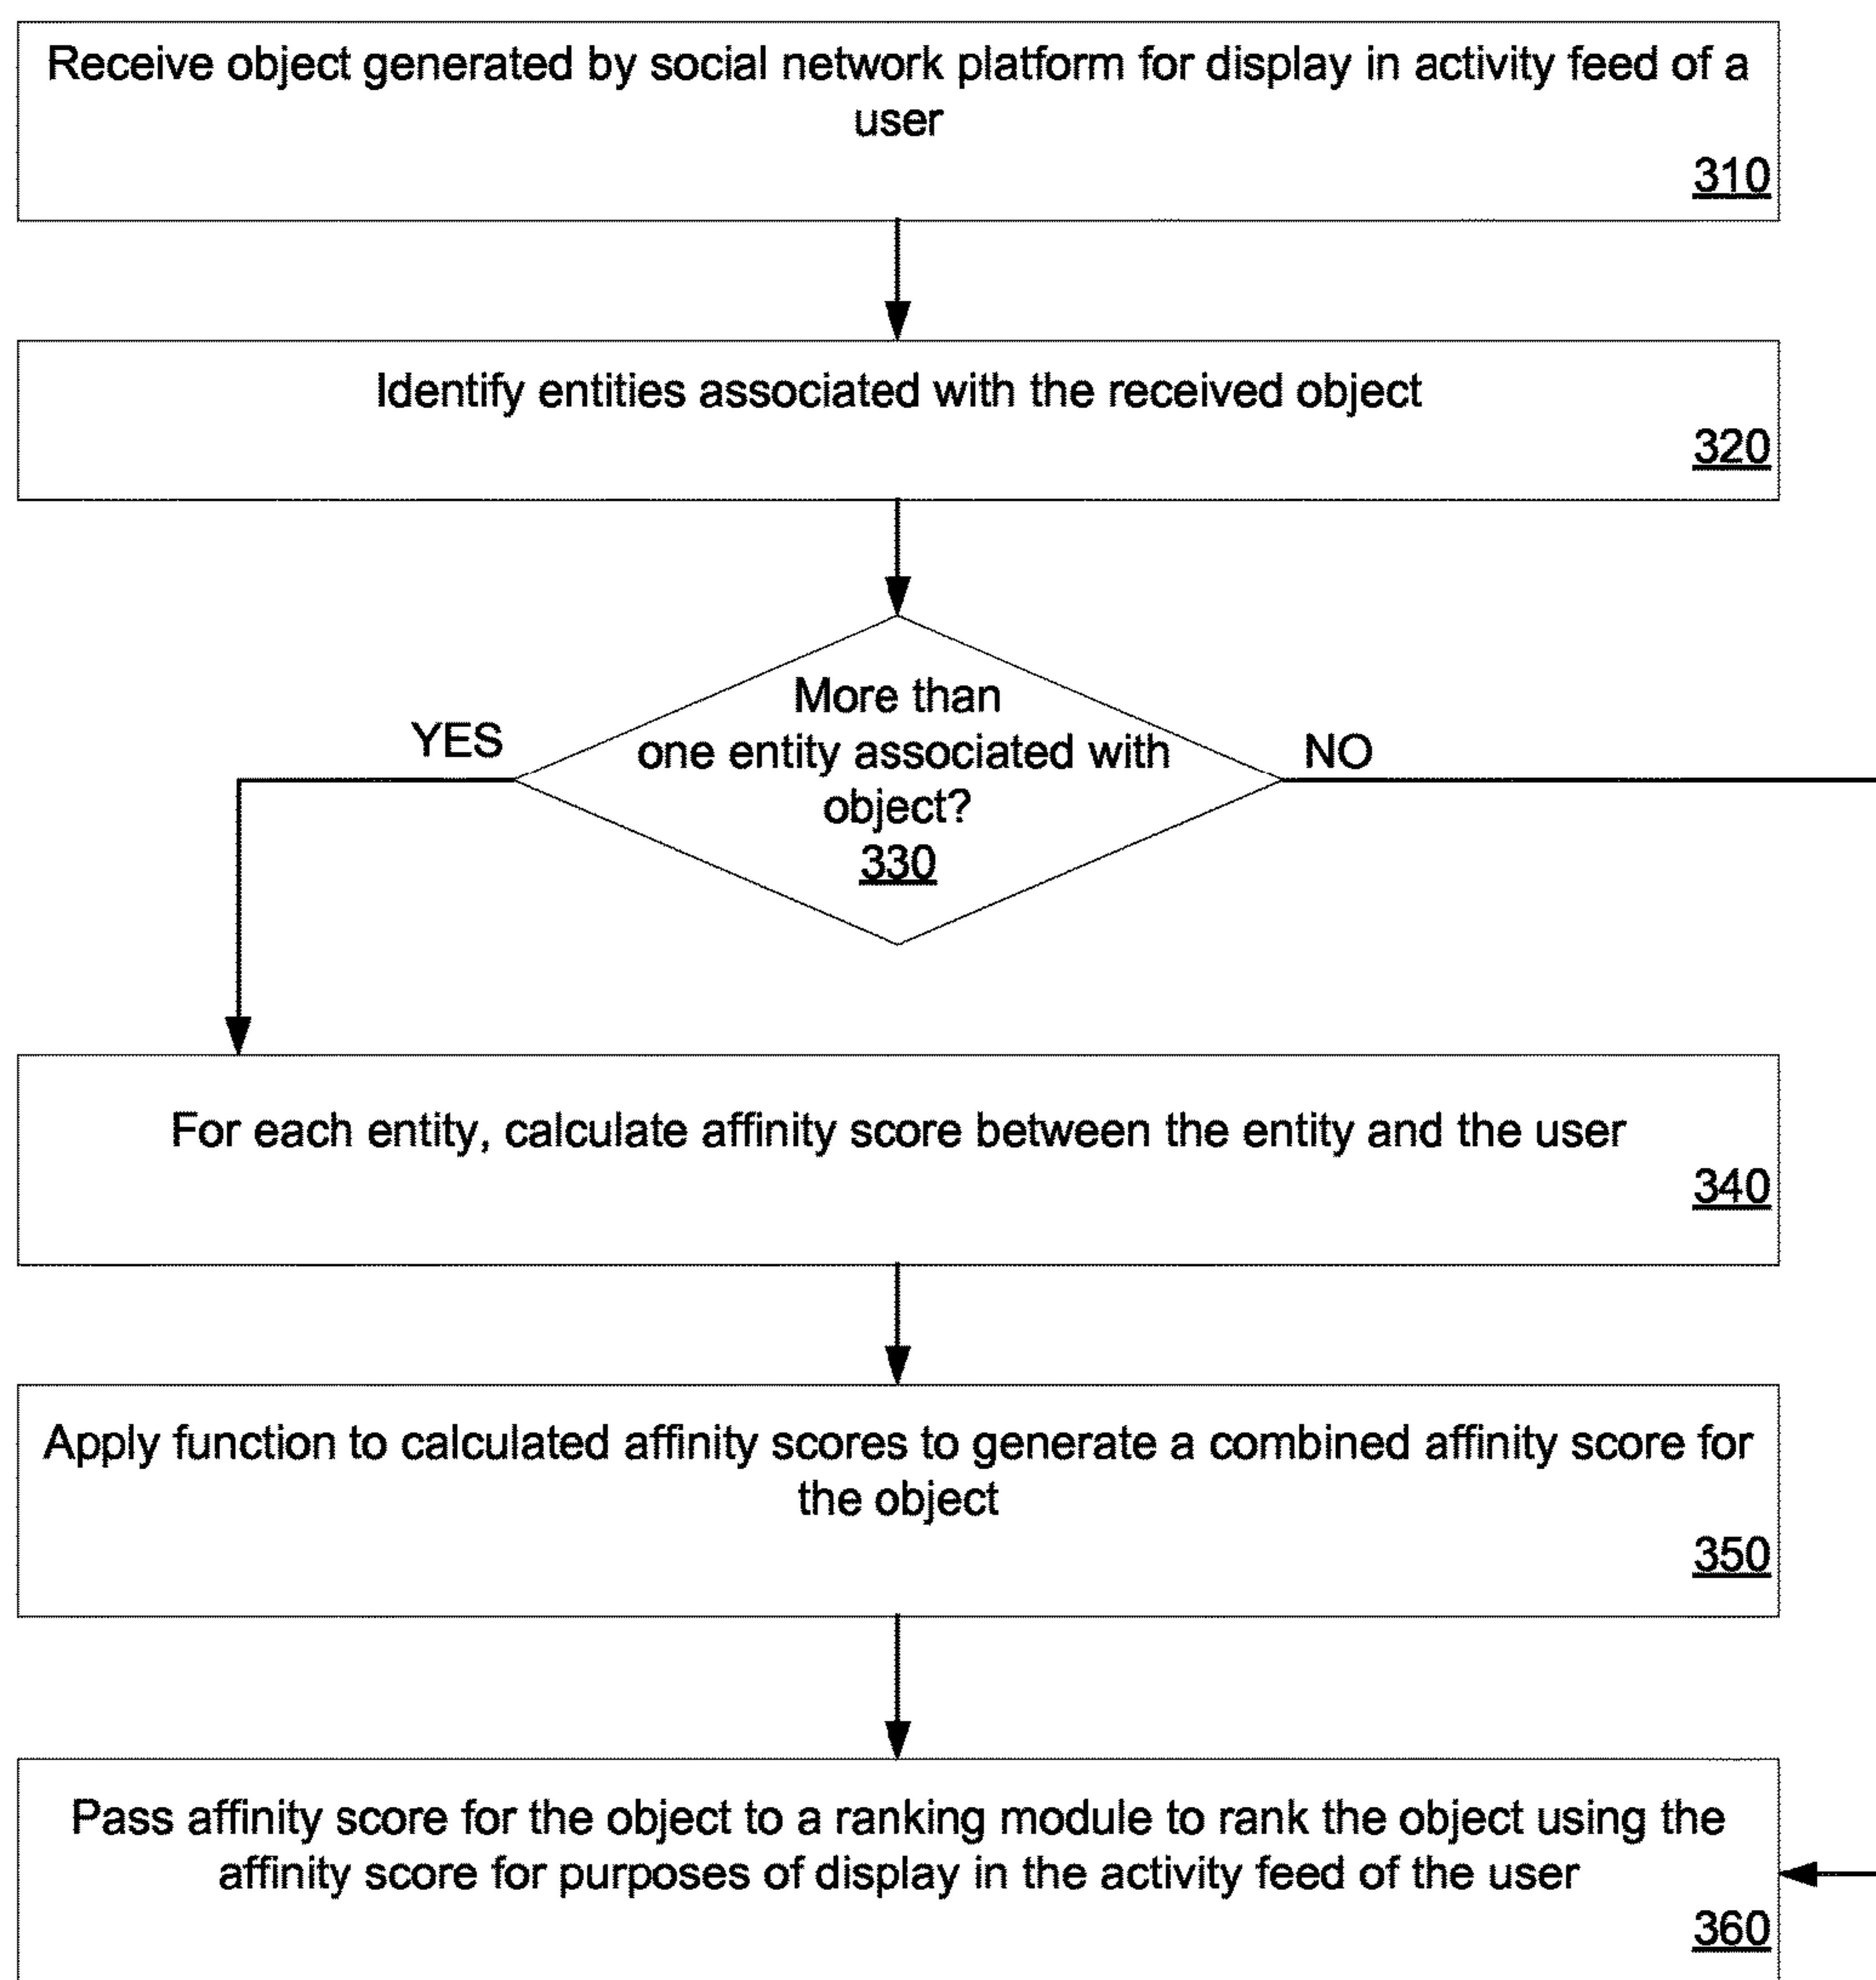 Receive object generated by social network platform for display in activity feed of a
user
310
Identify entities associated with the received object
320
More than
one entity associated with
object?
330
YES
NO
For each entity, calculate affinity score between the entity and the user
340
Apply function to calculated affinity scores to generate a combined affinity score for
the object
350
Pass affinity score for the object to a ranking module to rank the object using the
affinity score for purposes of display in the activity feed of the user
360